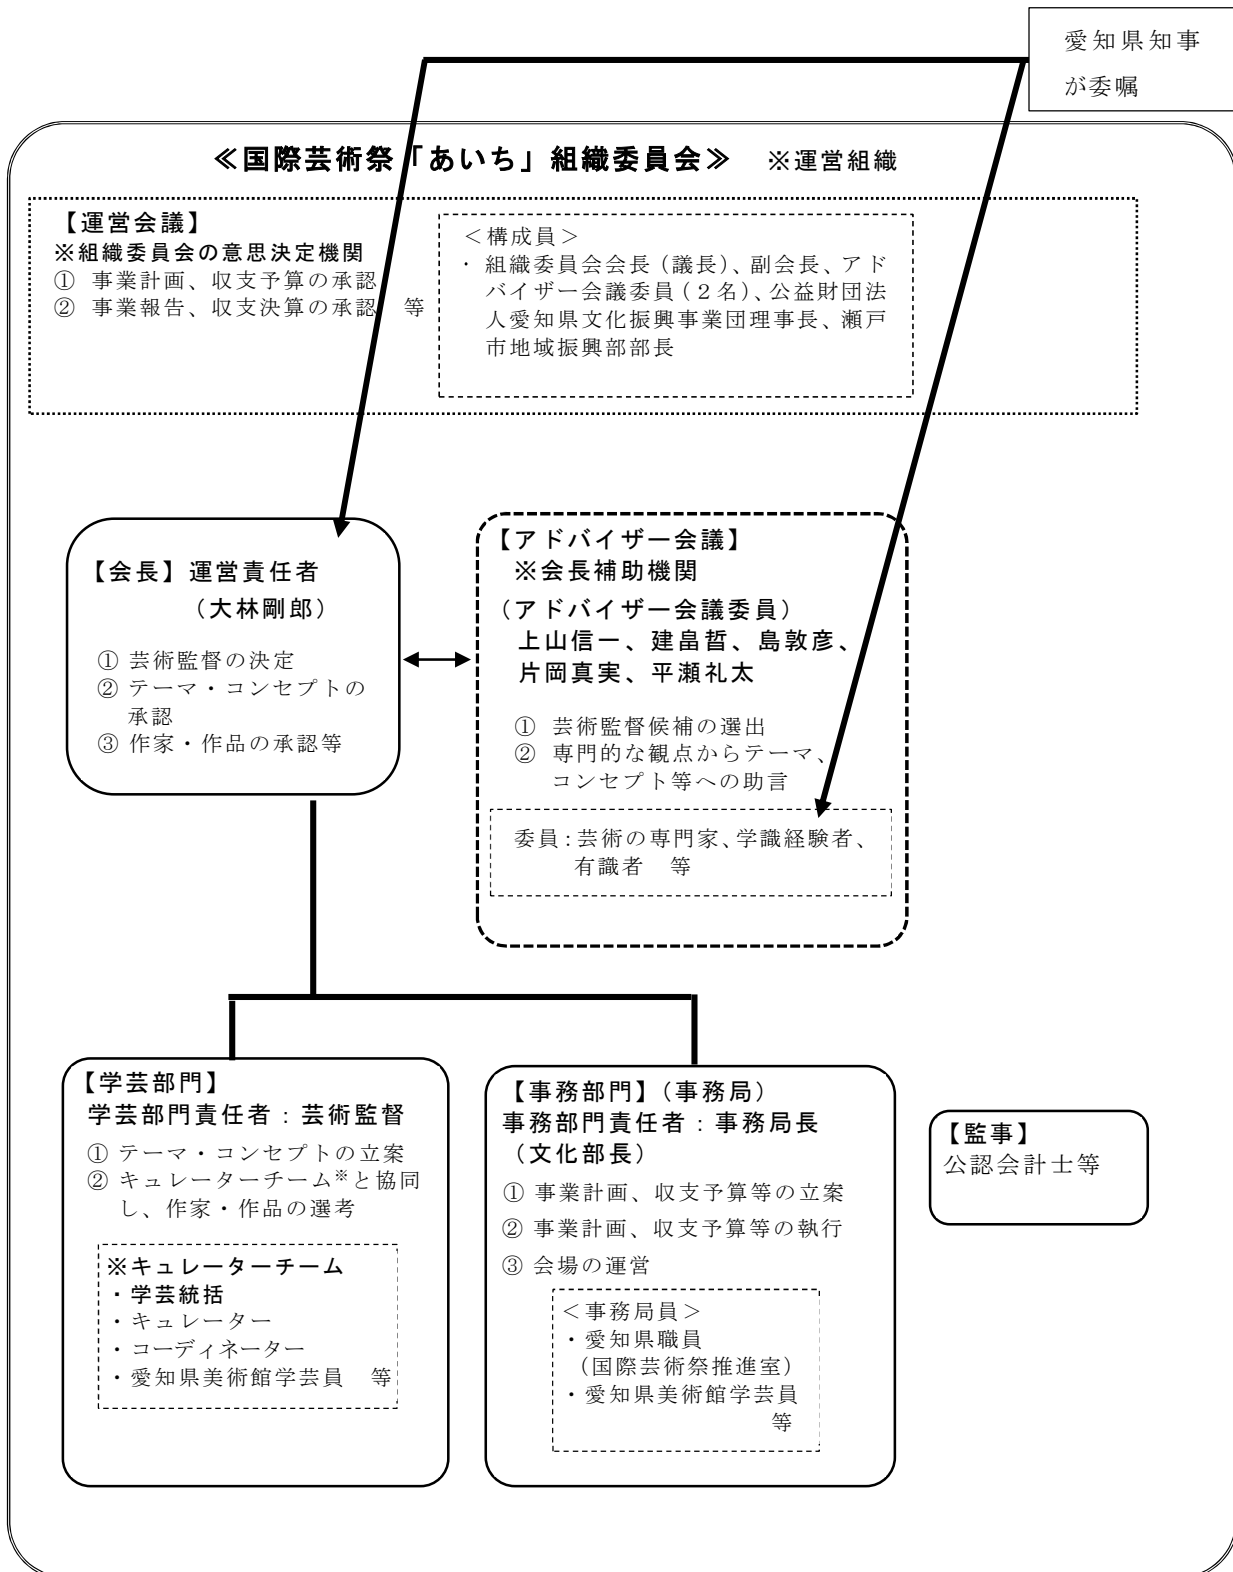 愛知県知事
が委嘱
≪国際芸術祭「あいち」組織委員会≫　※運営組織
【運営会議】
※組織委員会の意思決定機関
① 事業計画、収支予算の承認
② 事業報告、収支決算の承認　等
＜構成員＞
・組織委員会会長（議長）、副会長、アド
バイザー会議委員（２名）、公益財団法
人愛知県文化振興事業団理事長、瀬戸
市地域振興部部長
【会長】運営責任者
（大林剛郎）
① 芸術監督の決定
② テーマ・コンセプトの
承認
③ 作家・作品の承認等
【アドバイザー会議】
※会長補助機関
（アドバイザー会議委員）
上山信一、建畠晢、島敦彦、
片岡真実、平瀬礼太
① 芸術監督候補の選出
② 専門的な観点からテーマ、
コンセプト等への助言
委員：芸術の専門家、学識経験者、
有識者　等
【学芸部門】
学芸部門責任者：芸術監督
① テーマ・コンセプトの立案
② キュレーターチーム※と協同
し、作家・作品の選考
※キュレーターチーム
・学芸統括
・キュレーター
・コーディネーター
・愛知県美術館学芸員　等
【事務部門】（事務局）
事務部門責任者：事務局長
（文化部長）
① 事業計画、収支予算等の立案
② 事業計画、収支予算等の執行
③ 会場の運営
＜事務局員＞
・愛知県職員
（国際芸術祭推進室）
・愛知県美術館学芸員
等
【監事】
公認会計士等